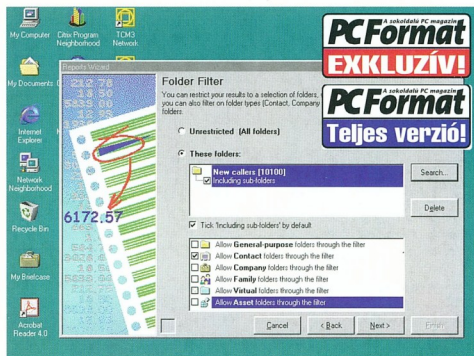 My Computer
Citrix Program
Neighborhood
TCM3
Network
My Documents
Internet
Explorer
Network
Neighborhood
Recycle Bin
My Briefcase
Acrobat
Reader 4.0
Reports Wizard
6172.57
Folder Filter
You can restrict your results to a selection of folders,
you can also filter on folder types (Contact, Company
folders.
Unrestricted (All folders)
These folders:
New callers [10100]
Including sub-folders
Search...
Delete
Tick 'Including sub-folders' by default
Allow General-purpose folders through the filter
Allow Contact folders through the filter
Allow Company folders through the filter
Allow Family folders through the filter
Allow Virtual folders through the filter
Allow Asset folders through the filter
Cancel
< Back
Next >
Finish
A sokoldalú PC magazin
PC Format
EXKLUZÍV!
A sokoldalú PC magazin
PC Format
Teljes verzió!